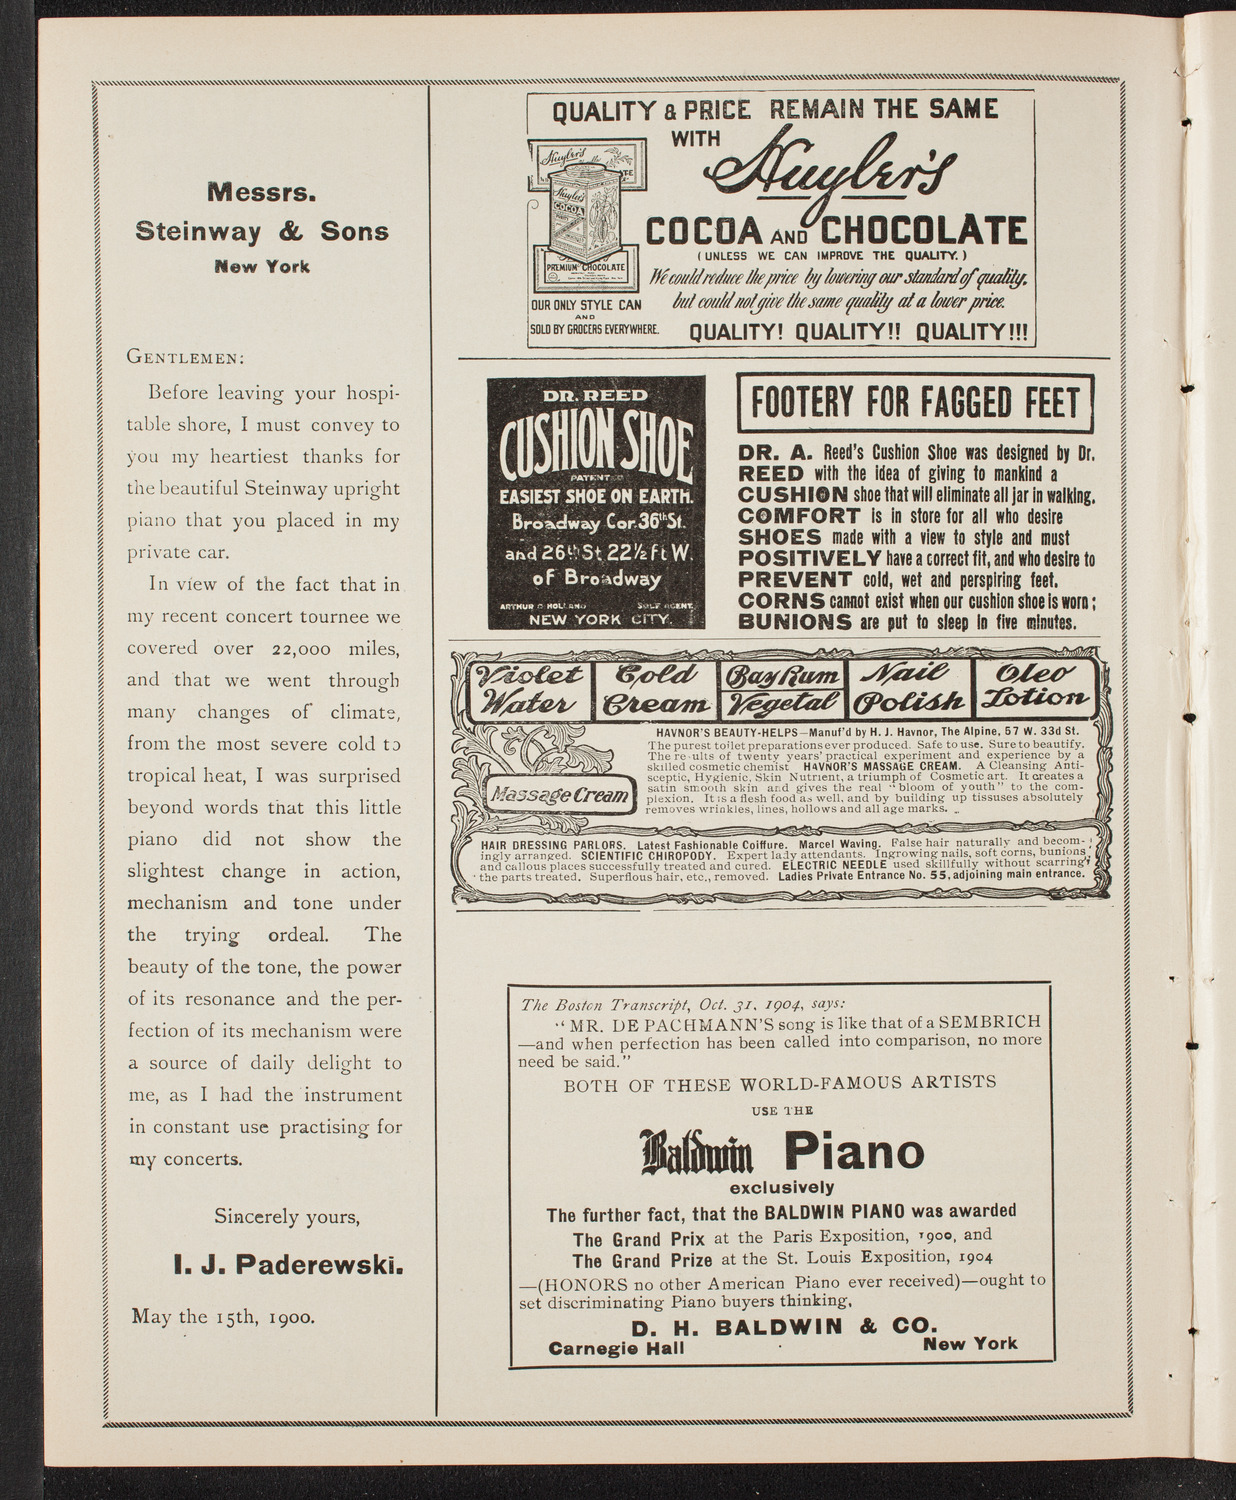 Messrs.
Steinway & Sons
New York
GENTLEMEN:
Before leaving your hospi-
table shore, I must convey to
you my heartiest thanks for
the beautiful Steinway upright
piano that you placed in my
private car.
In view of the fact that in
my recent concert tournee we
covered over 22,000 miles,
and that we went through
many changes of climate,
from the most severe cold to
tropical heat, I was surprised
beyond words that this little
piano did not show the
slightest change in action,
mechanism and tone under
the trying ordeal. The
beauty of the tone, the power
of its resonance and the per-
fection of its mechanism were
a source of daily delight to
me, as I had the instrument
in constant use practising for
my concerts.
Sincerely yours,
I. J. Paderewski.
May the 15th, 1900.
QUALITY & PRICE REMAIN THE SAME
WITH Huyler's
COCOA AND CHOCOLATE
(UNLESS WE CAN IMPROVE THE QUALITY.)
We could reduce the price by lowering our standard of quality,
but could not give the same quality at a lower price.
QUALITY! QUALITY!! QUALITY!!!
Huyler's
Huyler's
COCOA
PREMIUM CHOCOLATE
OUR ONLY STYLE CAN
AND
SOLD BY GROCERS EVERYWHERE.
DR. REED
CUSHION SHOE
PATENTED
EASIEST SHOE ON EARTH.
Broadway Cor. 36th St.
and 26th St 22½ ft W.
of Broadway
NEW YORK CITY.
FOOTERY FOR FAGGED FEET
DR. A. Reed's Cushion Shoe was designed by Dr.
REED with the idea of giving to mankind a
CUSHION shoe that will eliminate all jar in walking.
COMFORT is in store for all who desire
SHOES made with a view to style and must
POSITIVELY have a correct fit, and who desire to
PREVENT cold, wet and perspiring feet.
CORNS cannot exist when our cushion shoe is worn;
BUNIONS are put to sleep in five minutes.
Violet Water
Cold Cream
Bay Rum
Vegetal
Nail Polish
Oleo Lotion
Massage Cream
HAVNOR'S BEAUTY-HELPS—Manuf'd by H. J. Havnor, The Alpine, 57 W. 33d St.
The purest toilet preparations ever produced. Safe to use. Sure to beautify.
The results of twenty years' practical experiment and experience by a
skilled cosmetic chemist HAVNOR'S MASSAGE CREAM. A Cleansing Anti-
sceptic, Hygienic, Skin Nutrient, a triumph of Cosmetic art. It creates a
satin smooth skin and gives the real "bloom of youth" to the com-
plexion. It is a flesh food as well, and by building up tissues absolutely
removes wrinkles, lines, hollows and all age marks.
HAIR DRESSING PARLORS. Latest Fashionable Coiffure. Marcel Waving. False hair naturally and becom-
ingly arranged. SCIENTIFIC CHIROPODY. Expert lady attendants. Ingrowing nails, soft corns, bunions
and callous places successfully treated and cured. ELECTRIC NEEDLE used skillfully without scarring
the parts treated. Superflous hair, etc., removed. Ladies Private Entrance No. 55, adjoining main entrance.
The Boston Transcript, Oct. 31, 1904, says:
"MR. DE PACHMANN'S song is like that of a SEMBRICH
—and when perfection has been called into comparison, no more
need be said."
BOTH OF THESE WORLD-FAMOUS ARTISTS
USE THE
Baldwin Piano
exclusively
The further fact, that the BALDWIN PIANO was awarded
The Grand Prix at the Paris Exposition, 1900, and
The Grand Prize at the St. Louis Exposition, 1904
—(HONORS no other American Piano ever received)—ought to
set discriminating Piano buyers thinking,
D. H. BALDWIN & CO.
Carnegie Hall New York